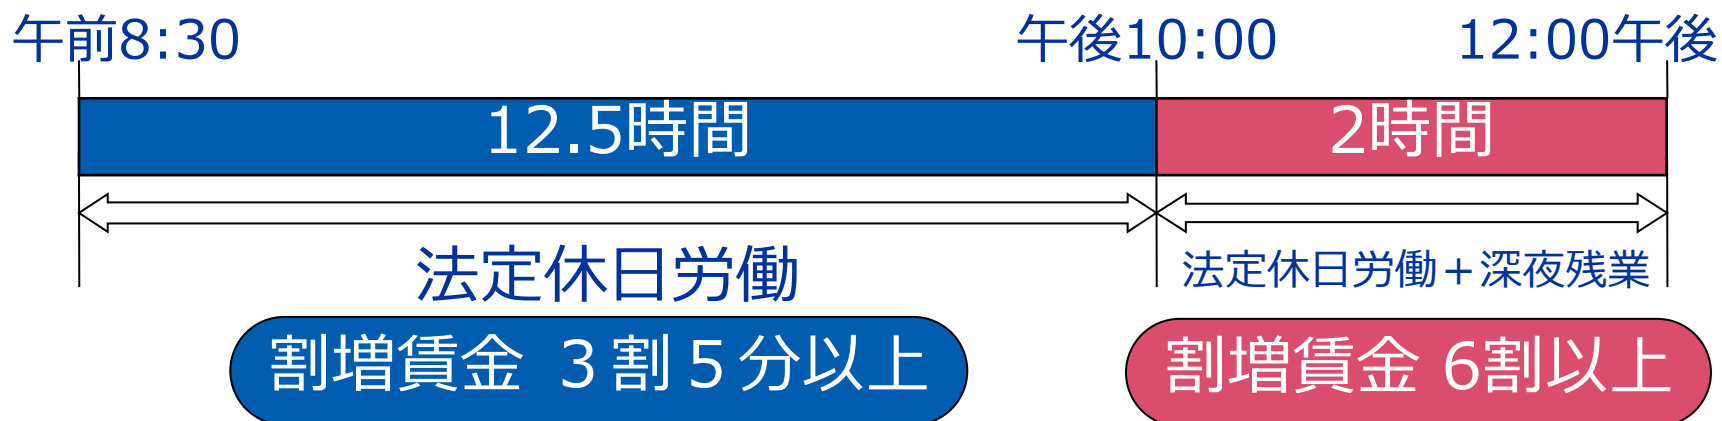 午前8:30 午後10:00 12:00午後
12.5時間 2時間
法定休日労働 法定休日労働+深夜残業
割増賃金 3割5分以上 割増賃金 6割以上